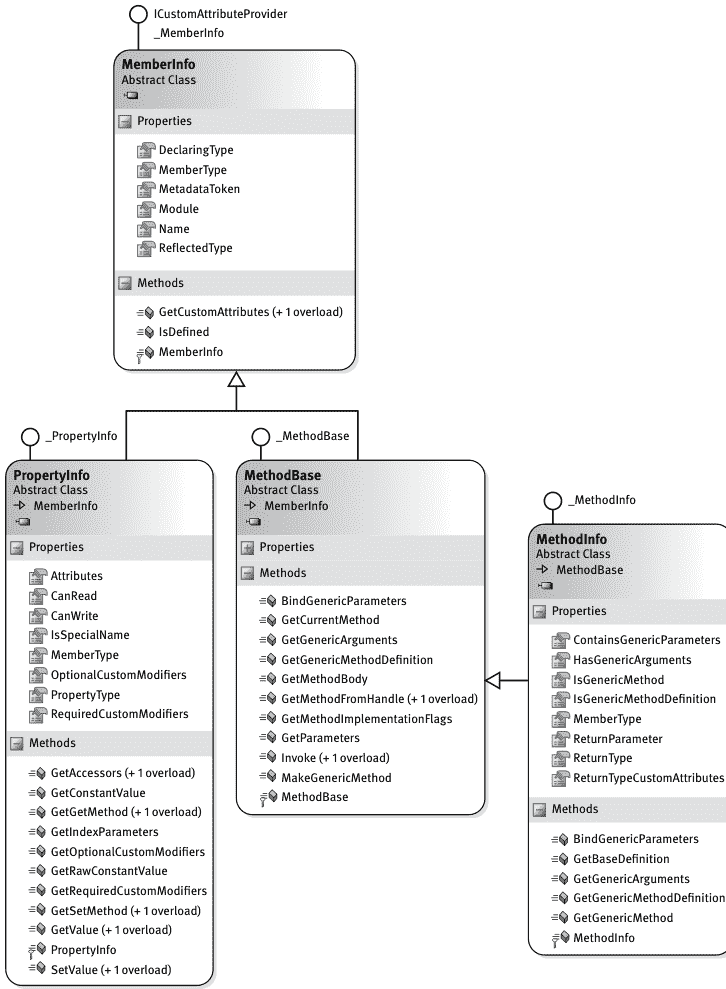 ICustomAttributeProvider
_MemberInfo
MemberInfo
Abstract Class
Properties
DeclaringType
MemberType
MetadataToken
Module
Name
ReflectedType
Methods
GetCustomAttributes (+ 1 overload)
IsDefined
MemberInfo
_PropertyInfo
PropertyInfo
Abstract Class
MemberInfo
Properties
Attributes
CanRead
CanWrite
IsSpecialName
MemberType
OptionalCustomModifiers
PropertyType
RequiredCustomModifiers
Methods
GetAccessors (+ 1 overload)
GetConstantValue
GetGetMethod (+ 1 overload)
GetIndexParameters
GetOptionalCustomModifiers
GetRawConstantValue
GetRequiredCustomModifiers
GetSetMethod (+ 1 overload)
GetValue (+ 1 overload)
PropertyInfo
SetValue (+ 1 overload)
_MethodBase
MethodBase
Abstract Class
MemberInfo
Properties
Methods
BindGenericParameters
GetCurrentMethod
GetGenericArguments
GetGenericMethodDefinition
GetMethodBody
GetMethodFromHandle (+ 1 overload)
GetMethodImplementationFlags
GetParameters
Invoke (+ 1 overload)
MakeGenericMethod
MethodBase
_MethodInfo
MethodInfo
Abstract Class
MethodBase
Properties
ContainsGenericParameters
HasGenericArguments
IsGenericMethod
IsGenericMethodDefinition
MemberType
ReturnParameter
ReturnType
ReturnTypeCustomAttributes
Methods
BindGenericParameters
GetBaseDefinition
GetGenericArguments
GetGenericMethodDefinition
GetGenericMethod
MethodInfo